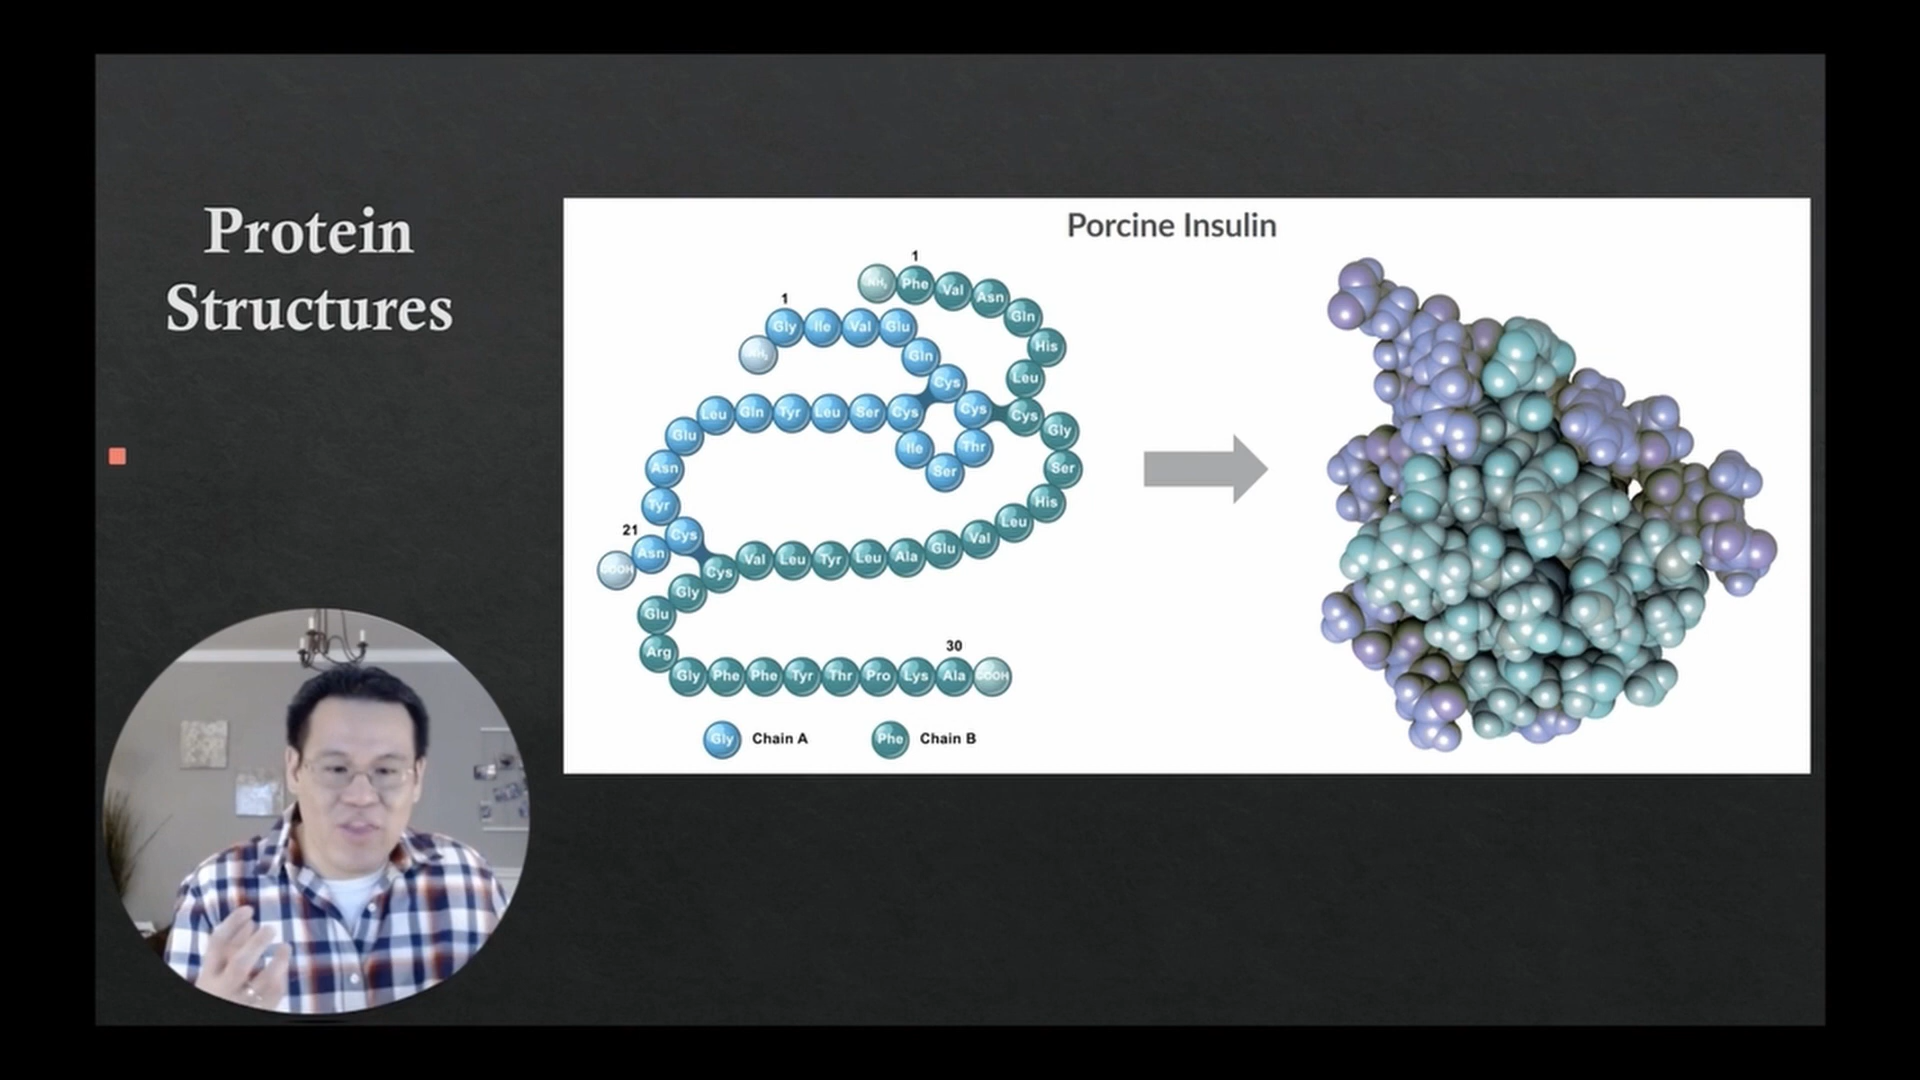 Protein
Structures
Porcine Insulin
1
NH₂ Phe Val Asn Gln His Leu Cys Gly Ser His Leu Val Glu Ala Leu Tyr Leu Val Cys Gly Glu Arg Gly Phe Phe Tyr Thr Pro Lys Ala COOH
30
1
NH₂ Gly Ile Val Glu Gln Cys Cys Thr Ser Ile Cys Ser Leu Tyr Gln Leu Glu Asn Tyr Cys Asn COOH
21
Gly Chain A
Phe Chain B